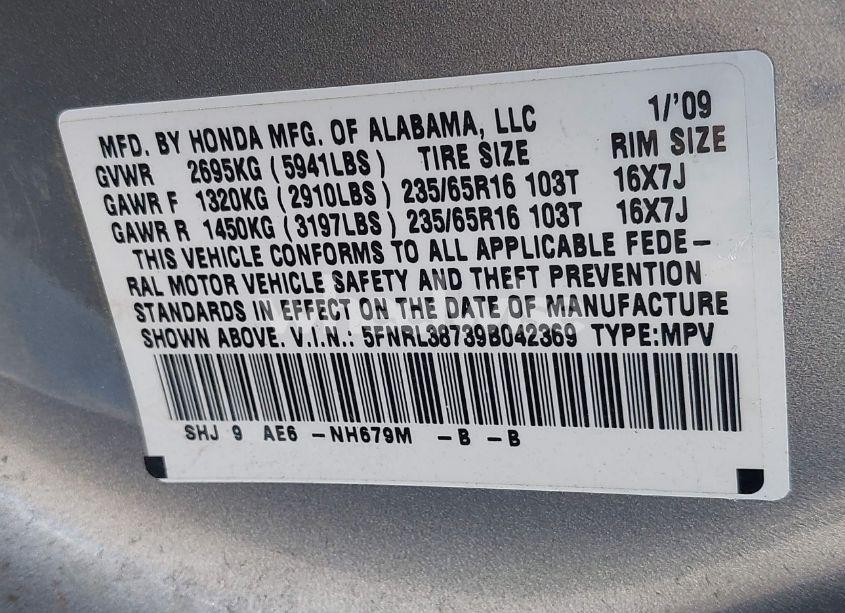 MFD. BY HONDA MFG. OF ALABAMA, LLC 1/'09
GVWR 2695KG (5941LBS) TIRE SIZE RIM SIZE
GAWR F 1320KG (2910LBS) 235/65R16 103T 16X7J
GAWR R 1450KG (3197LBS) 235/65R16 103T 16X7J
THIS VEHICLE CONFORMS TO ALL APPLICABLE FEDE-
RAL MOTOR VEHICLE SAFETY AND THEFT PREVENTION
STANDARDS IN EFFECT ON THE DATE OF MANUFACTURE
SHOWN ABOVE. V.I.N.: 5FNRL38739B042369 TYPE:MPV
SHJ 9 AE6 -NH679M -B -B